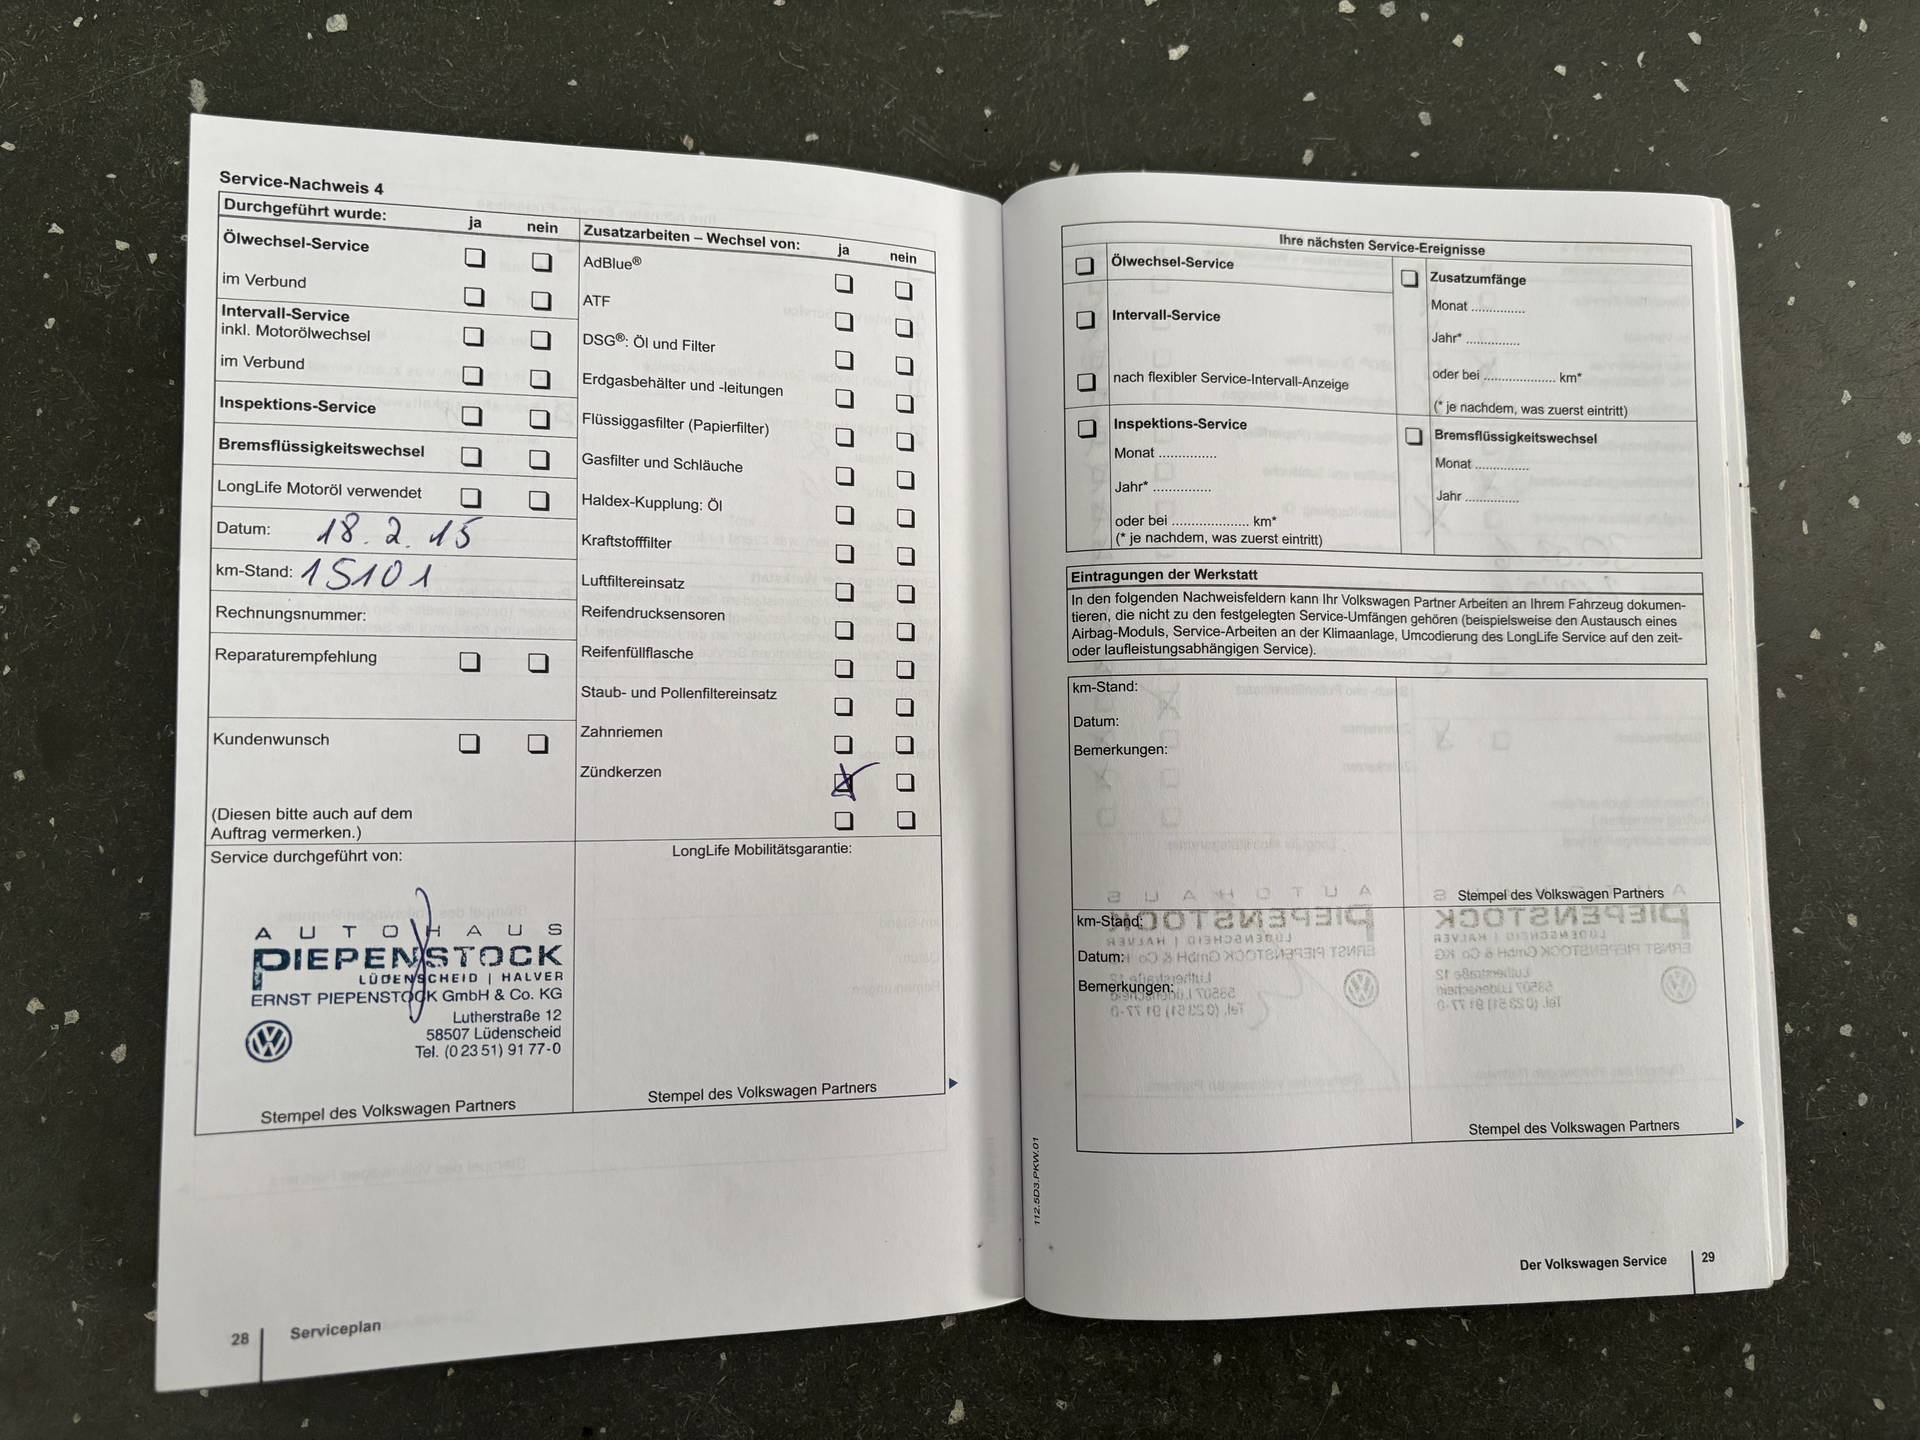 Service-Nachweis 4
Durchgeführt wurde: ja nein
Ölwechsel-Service
im Verbund
Intervall-Service
inkl. Motorölwechsel
im Verbund
Inspektions-Service
Bremsflüssigkeitswechsel
LongLife Motoröl verwendet
Datum: 18. 2. 15
km-Stand: 15101
Rechnungsnummer:
Reparaturempfehlung
Kundenwunsch
(Diesen bitte auch auf dem
Auftrag vermerken.)
Zusatzarbeiten – Wechsel von: ja nein
AdBlue®
ATF
DSG®: Öl und Filter
Erdgasbehälter und -leitungen
Flüssiggasfilter (Papierfilter)
Gasfilter und Schläuche
Haldex-Kupplung: Öl
Kraftstofffilter
Luftfiltereinsatz
Reifendrucksensoren
Reifenfüllflasche
Staub- und Pollenfiltereinsatz
Zahnriemen
Zündkerzen
Service durchgeführt von:
AUTOHAUS
PIEPENSTOCK
LÜDENSCHEID | HALVER
ERNST PIEPENSTOCK GmbH & Co. KG
Lutherstraße 12
58507 Lüdenscheid
Tel. (0 23 51) 91 77-0
Stempel des Volkswagen Partners
LongLife Mobilitätsgarantie:
Stempel des Volkswagen Partners
28 Serviceplan
Ihre nächsten Service-Ereignisse
Ölwechsel-Service
Intervall-Service
nach flexibler Service-Intervall-Anzeige
Inspektions-Service
Monat ...............
Jahr* ...............
oder bei .................... km*
(* je nachdem, was zuerst eintritt)
Zusatzumfänge
Monat ..............
Jahr* ..............
oder bei ................... km*
(* je nachdem, was zuerst eintritt)
Bremsflüssigkeitswechsel
Monat ..............
Jahr ..............
Eintragungen der Werkstatt
In den folgenden Nachweisfeldern kann Ihr Volkswagen Partner Arbeiten an Ihrem Fahrzeug dokumen-
tieren, die nicht zu den festgelegten Service-Umfängen gehören (beispielsweise den Austausch eines
Airbag-Moduls, Service-Arbeiten an der Klimaanlage, Umcodierung des LongLife Service auf den zeit-
oder laufleistungsabhängigen Service).
km-Stand:
Datum:
Bemerkungen:
Stempel des Volkswagen Partners
km-Stand:
Datum:
Bemerkungen:
Stempel des Volkswagen Partners
112.5D3.PKW.01
Der Volkswagen Service 29